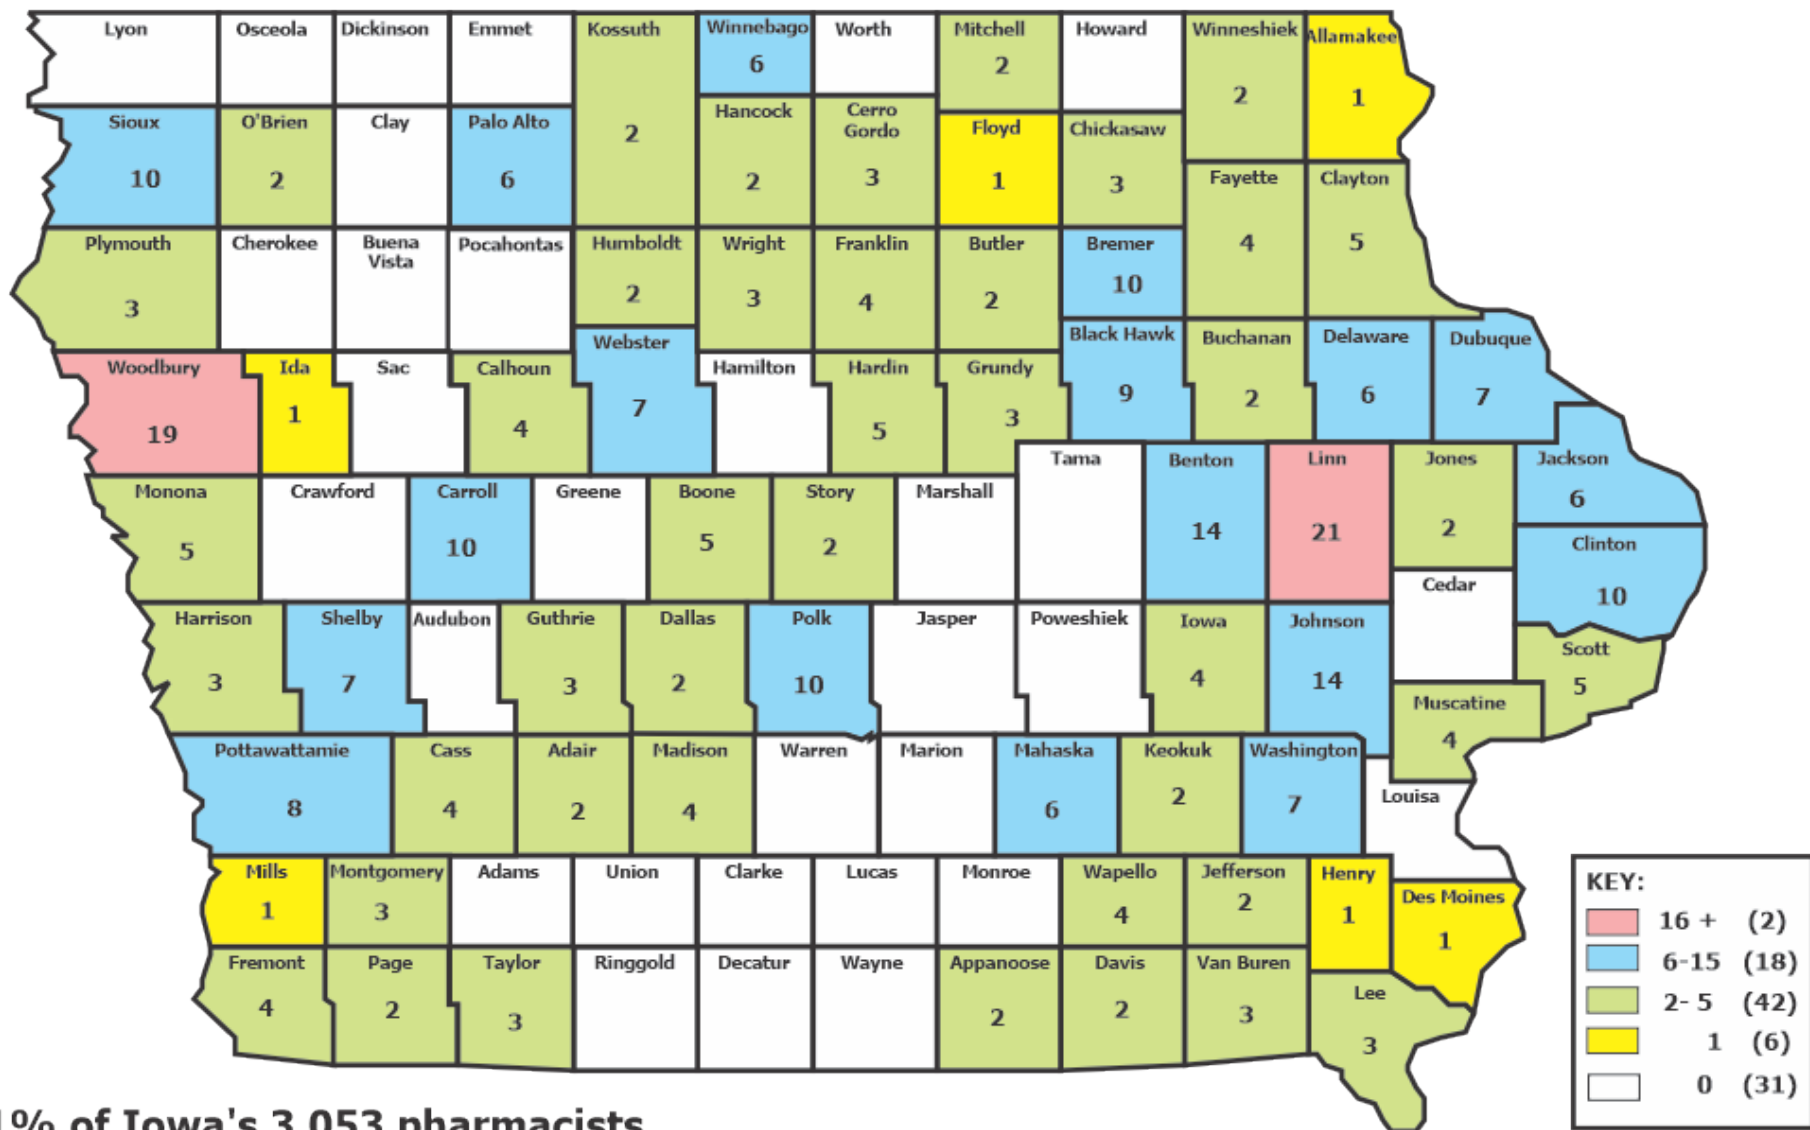 Lyon Osceola Dickinson Emmet Kossuth Winnebago Worth Mitchell Howard Winneshiek Allamakee
6 2 2 1
Sioux O'Brien Clay Palo Alto 2 Hancock Cerro Gordo Floyd Chickasaw
10 2 6 2 3 1 3
Fayette Clayton
4 5
Plymouth Cherokee Buena Vista Pocahontas Humboldt Wright Franklin Butler Bremer
3 2 3 4 2 10
Woodbury Ida Sac Calhoun Webster Hamilton Hardin Grundy Black Hawk Buchanan Delaware Dubuque
19 1 4 7 5 3 9 2 6 7
Monona Crawford Carroll Greene Boone Story Marshall Tama Benton Linn Jones Jackson
5 10 5 2 14 21 2 6
Clinton
10
Cedar
Harrison Shelby Audubon Guthrie Dallas Polk Jasper Poweshiek Iowa Johnson Scott
3 7 3 2 10 4 14 5
Muscatine
4
Pottawattamie Cass Adair Madison Warren Marion Mahaska Keokuk Washington Louisa
8 4 2 4 6 2 7
Mills Montgomery Adams Union Clarke Lucas Monroe Wapello Jefferson Henry Des Moines
1 3 4 2 1 1
Fremont Page Taylor Ringgold Decatur Wayne Appanoose Davis Van Buren Lee
4 2 3 2 2 3 3
KEY:
16 + (2)
6-15 (18)
2- 5 (42)
1 (6)
0 (31)
% of Iowa's 3,053 pharmacists